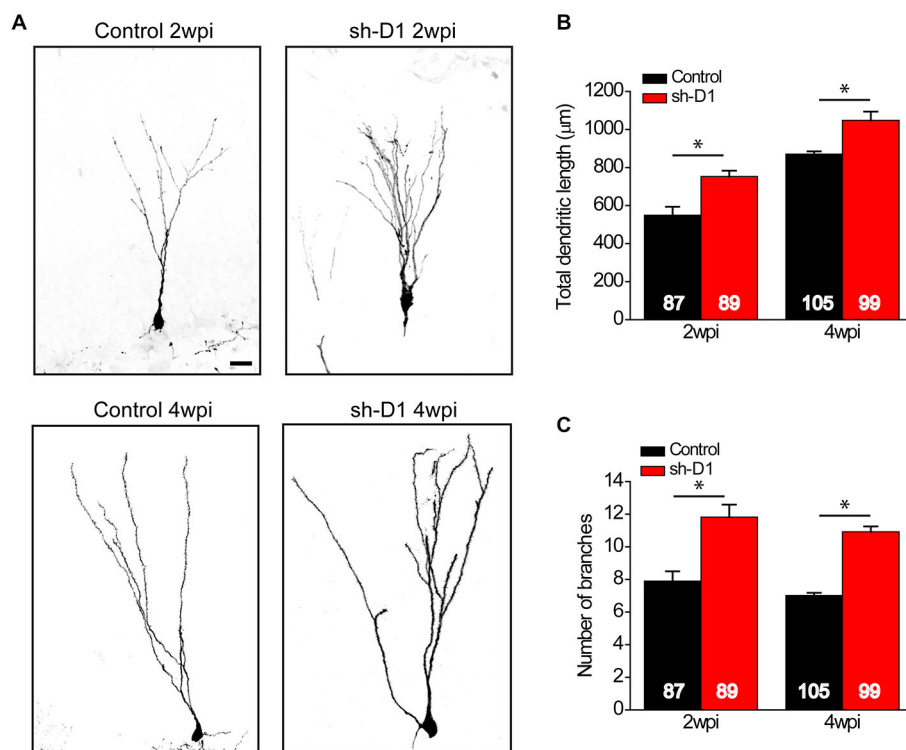 A
Control 2wpi
sh-D1 2wpi
Control 4wpi
sh-D1 4wpi
B
Control
sh-D1
Total dendritic length (μm)
1200
1000
800
600
400
200
0
*
*
87
89
105
99
2wpi
4wpi
C
Control
sh-D1
Number of branches
14
12
10
8
6
4
2
0
*
*
87
89
105
99
2wpi
4wpi